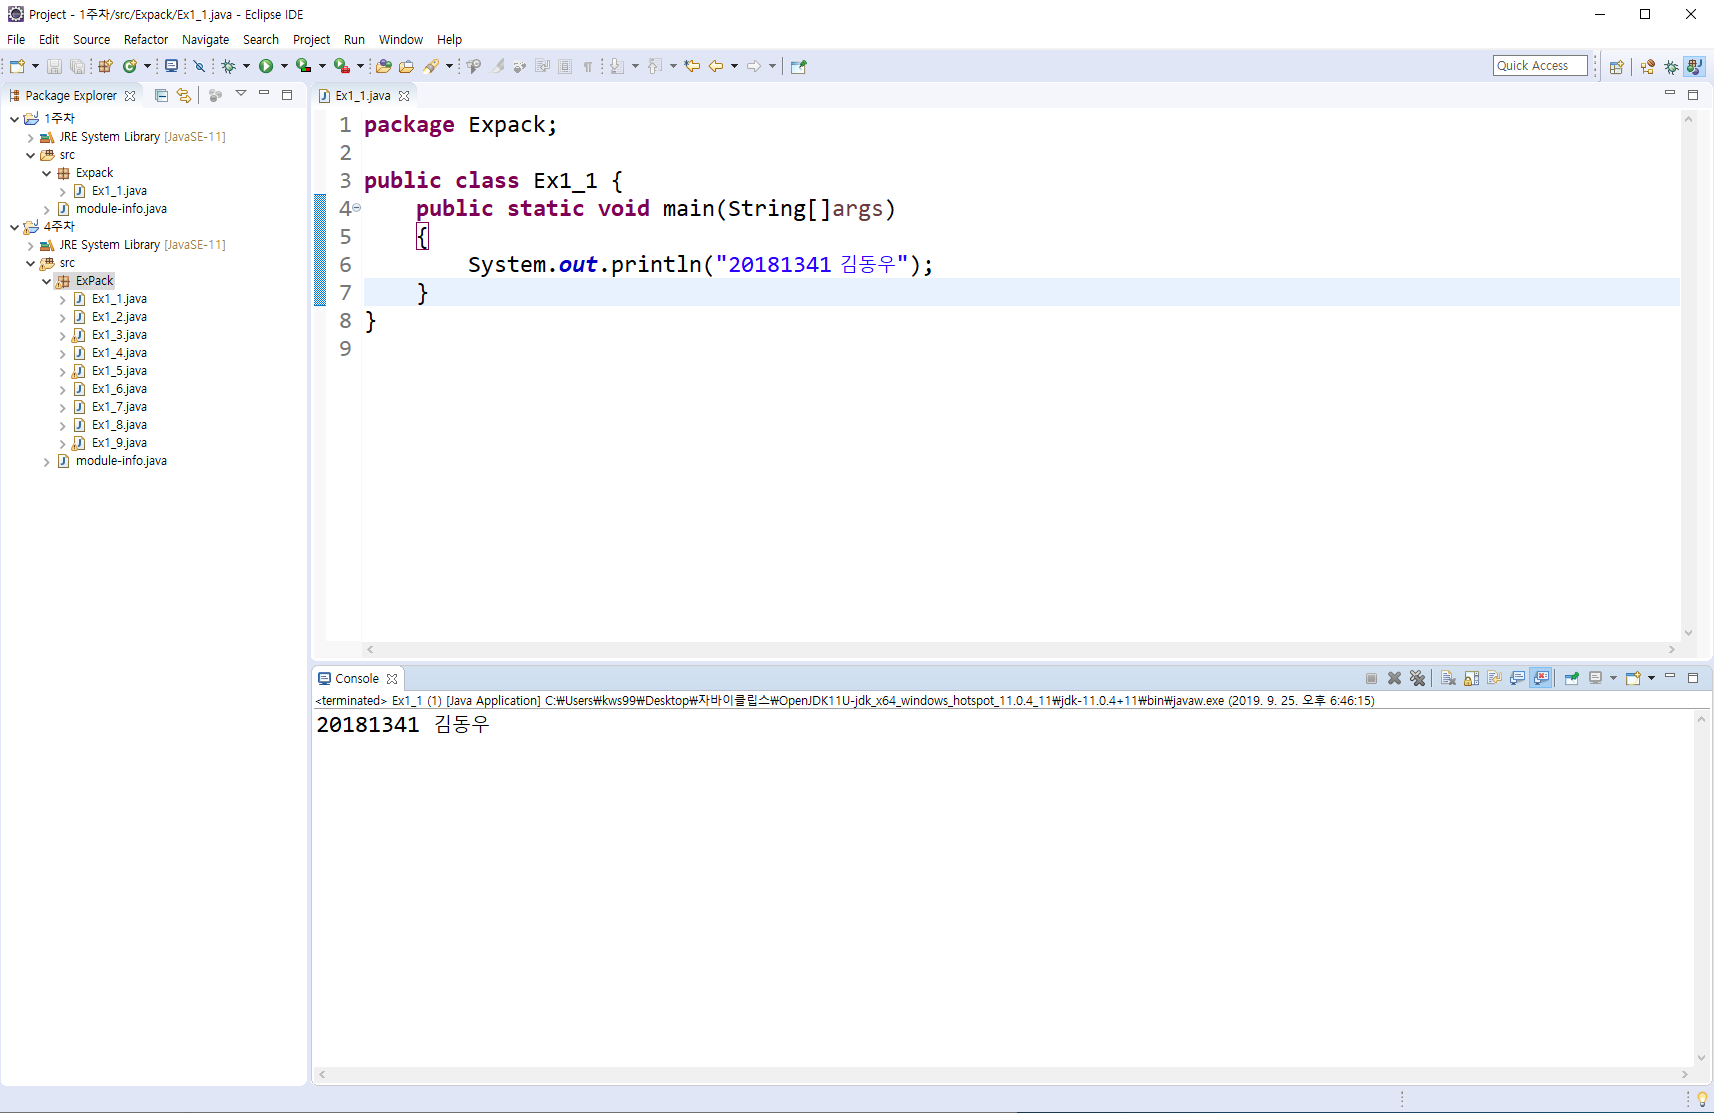 Project - 1주차/src/Expack/Ex1_1.java - Eclipse IDE
File Edit Source Refactor Navigate Search Project Run Window Help
Quick Access
Package Explorer
1주차
JRE System Library [JavaSE-11]
src
Expack
Ex1_1.java
module-info.java
4주차
JRE System Library [JavaSE-11]
src
ExPack
Ex1_1.java
Ex1_2.java
Ex1_3.java
Ex1_4.java
Ex1_5.java
Ex1_6.java
Ex1_7.java
Ex1_8.java
Ex1_9.java
module-info.java
Ex1_1.java
1 package Expack;
2
3 public class Ex1_1 {
4 public static void main(String[]args)
5 {
6 System.out.println("20181341 김동우");
7 }
8 }
9
Console
<terminated> Ex1_1 (1) [Java Application] C:₩Users₩kws99₩Desktop₩자바이클립스₩OpenJDK11U-jdk_x64_windows_hotspot_11.0.4_11₩jdk-11.0.4+11₩bin₩javaw.exe (2019. 9. 25. 오후 6:46:15)
20181341 김동우